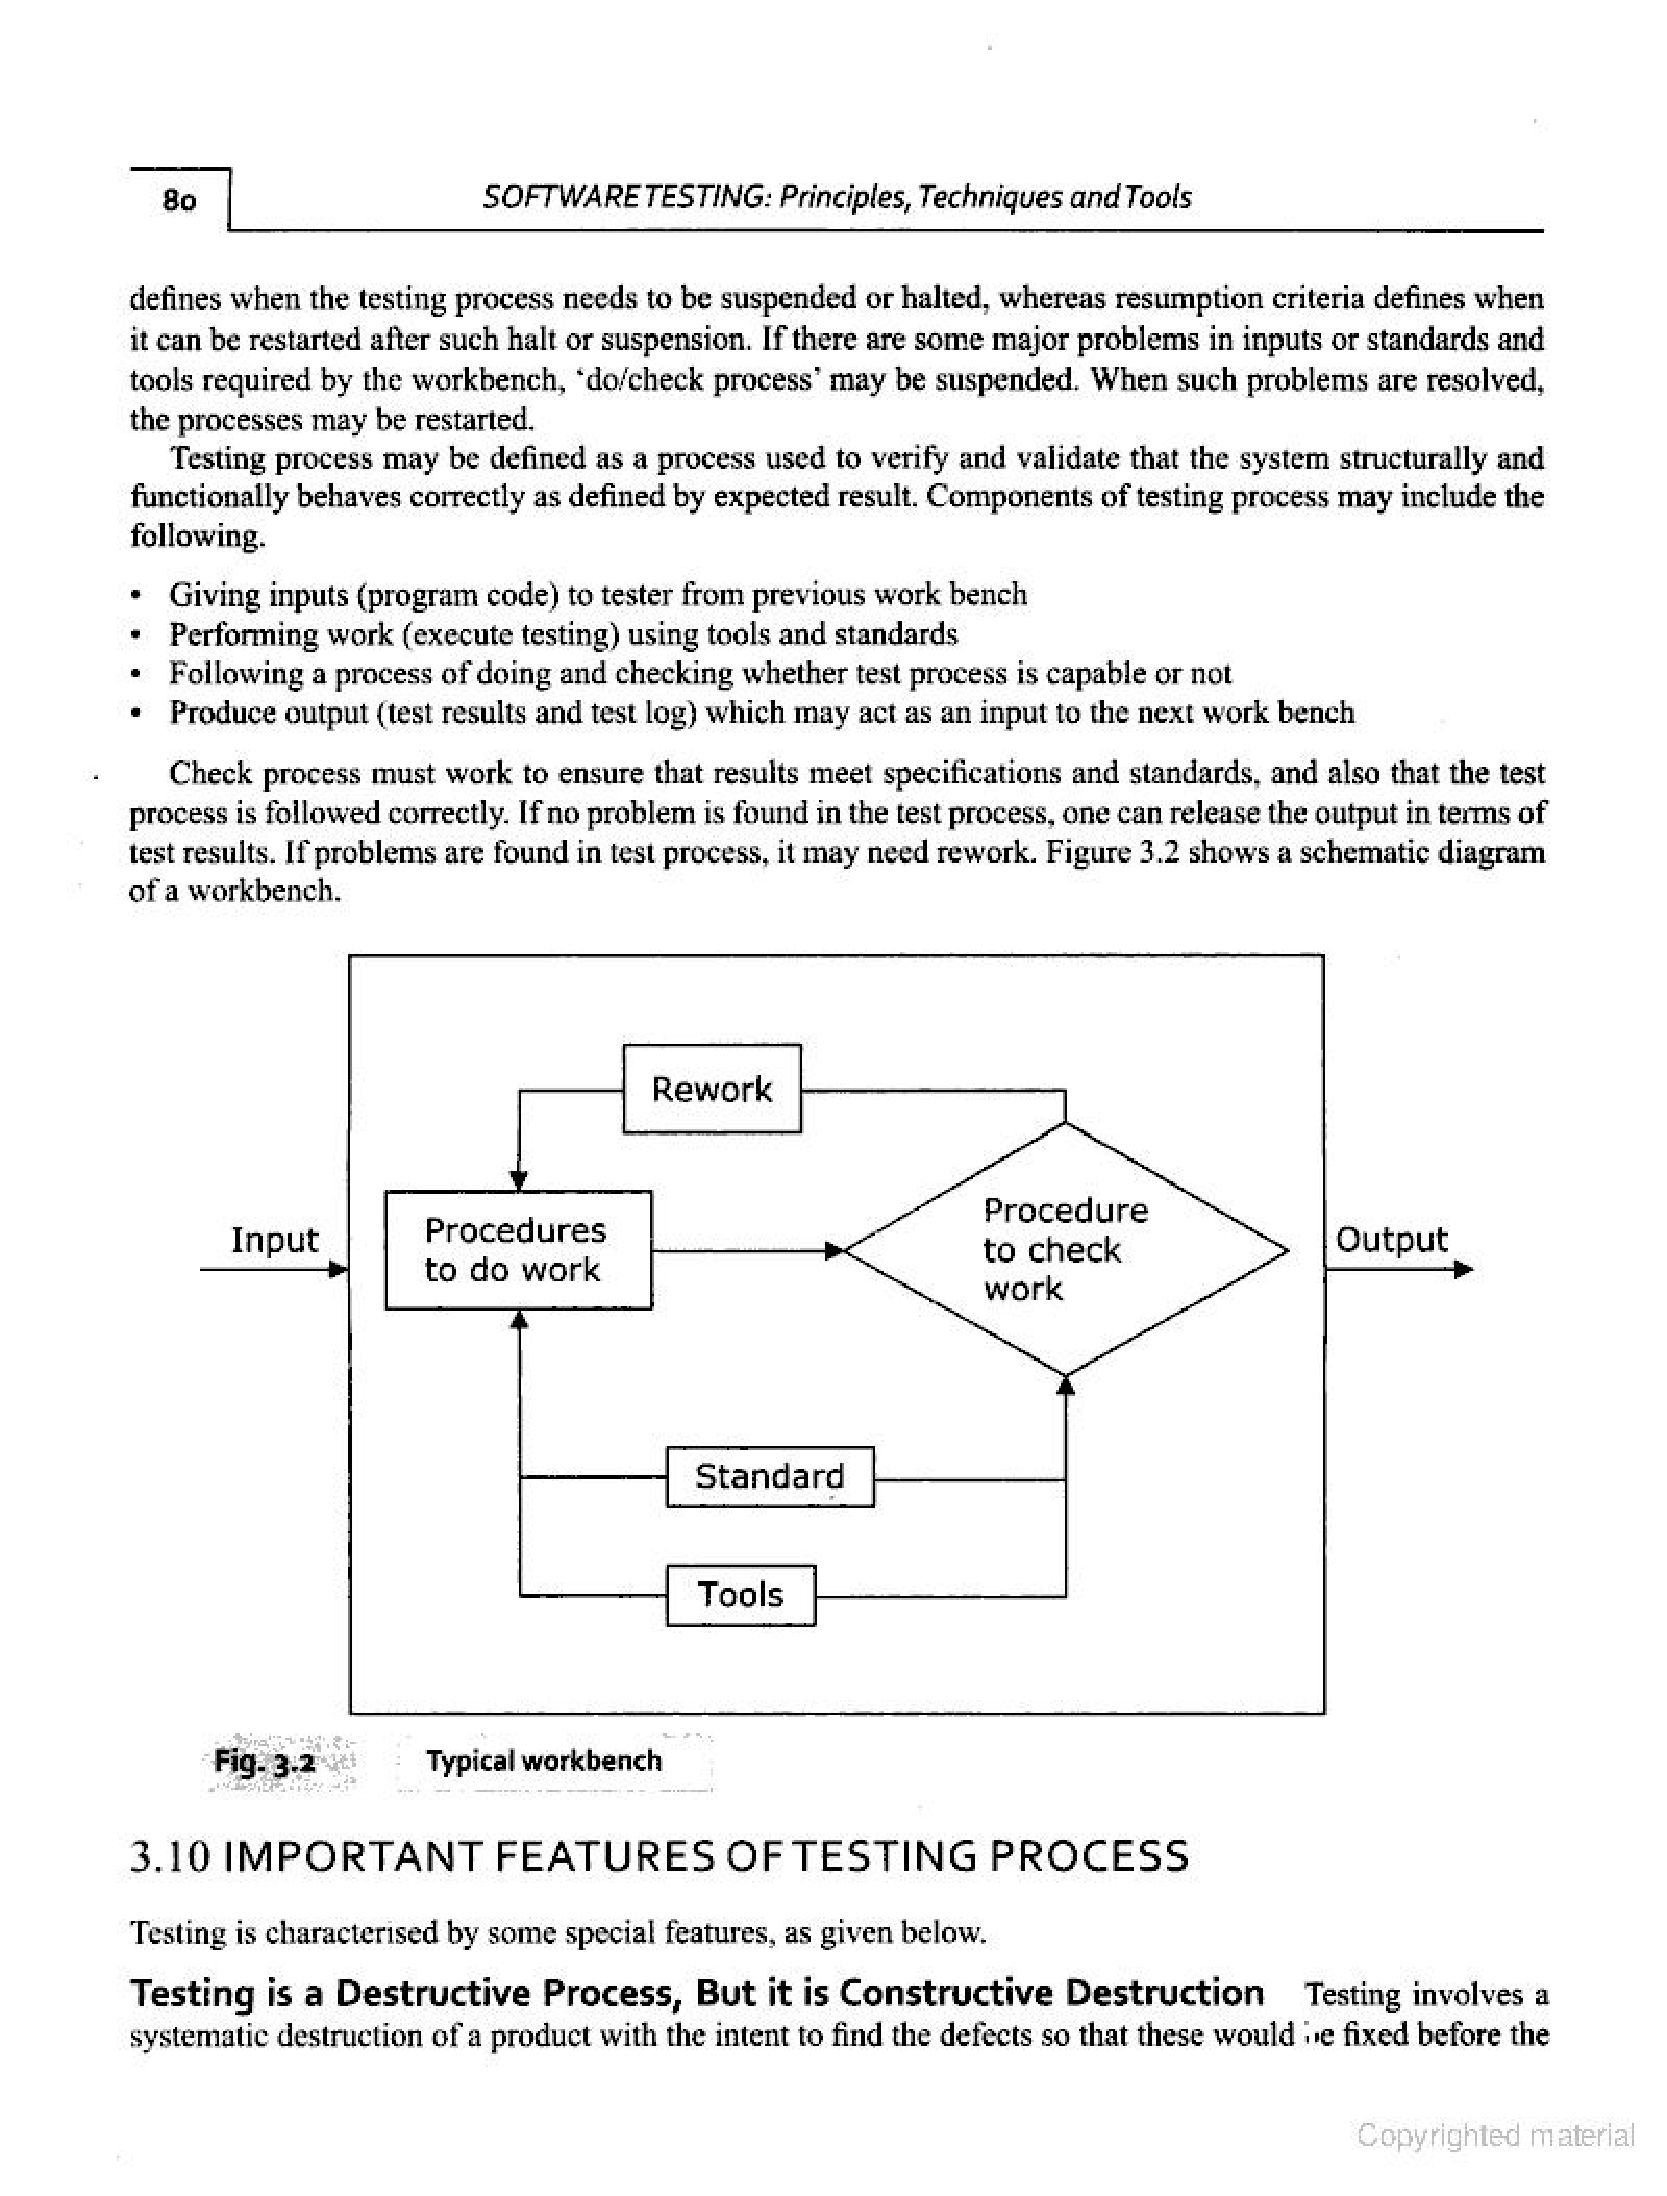 80
SOFTWARE TESTING: Principles, Techniques and Tools
defines when the testing process needs to be suspended or halted, whereas resumption criteria defines when
it can be restarted after such halt or suspension. If there are some major problems in inputs or standards and
tools required by the workbench, ‘do/check process’ may be suspended. When such problems are resolved,
the processes may be restarted.
Testing process may be defined as a process used to verify and validate that the system structurally and
functionally behaves correctly as defined by expected result. Components of testing process may include the
following.
• Giving inputs (program code) to tester from previous work bench
• Performing work (execute testing) using tools and standards
• Following a process of doing and checking whether test process is capable or not
• Produce output (test results and test log) which may act as an input to the next work bench
Check process must work to ensure that results meet specifications and standards, and also that the test
process is followed correctly. If no problem is found in the test process, one can release the output in terms of
test results. If problems are found in test process, it may need rework. Figure 3.2 shows a schematic diagram
of a workbench.
Rework
Input
Procedures
to do work
Procedure
to check
work
Output
Standard
Tools
Fig. 3.2 Typical workbench
3.10 IMPORTANT FEATURES OF TESTING PROCESS
Testing is characterised by some special features, as given below.
Testing is a Destructive Process, But it is Constructive Destruction Testing involves a
systematic destruction of a product with the intent to find the defects so that these would be fixed before the
Copyrighted material